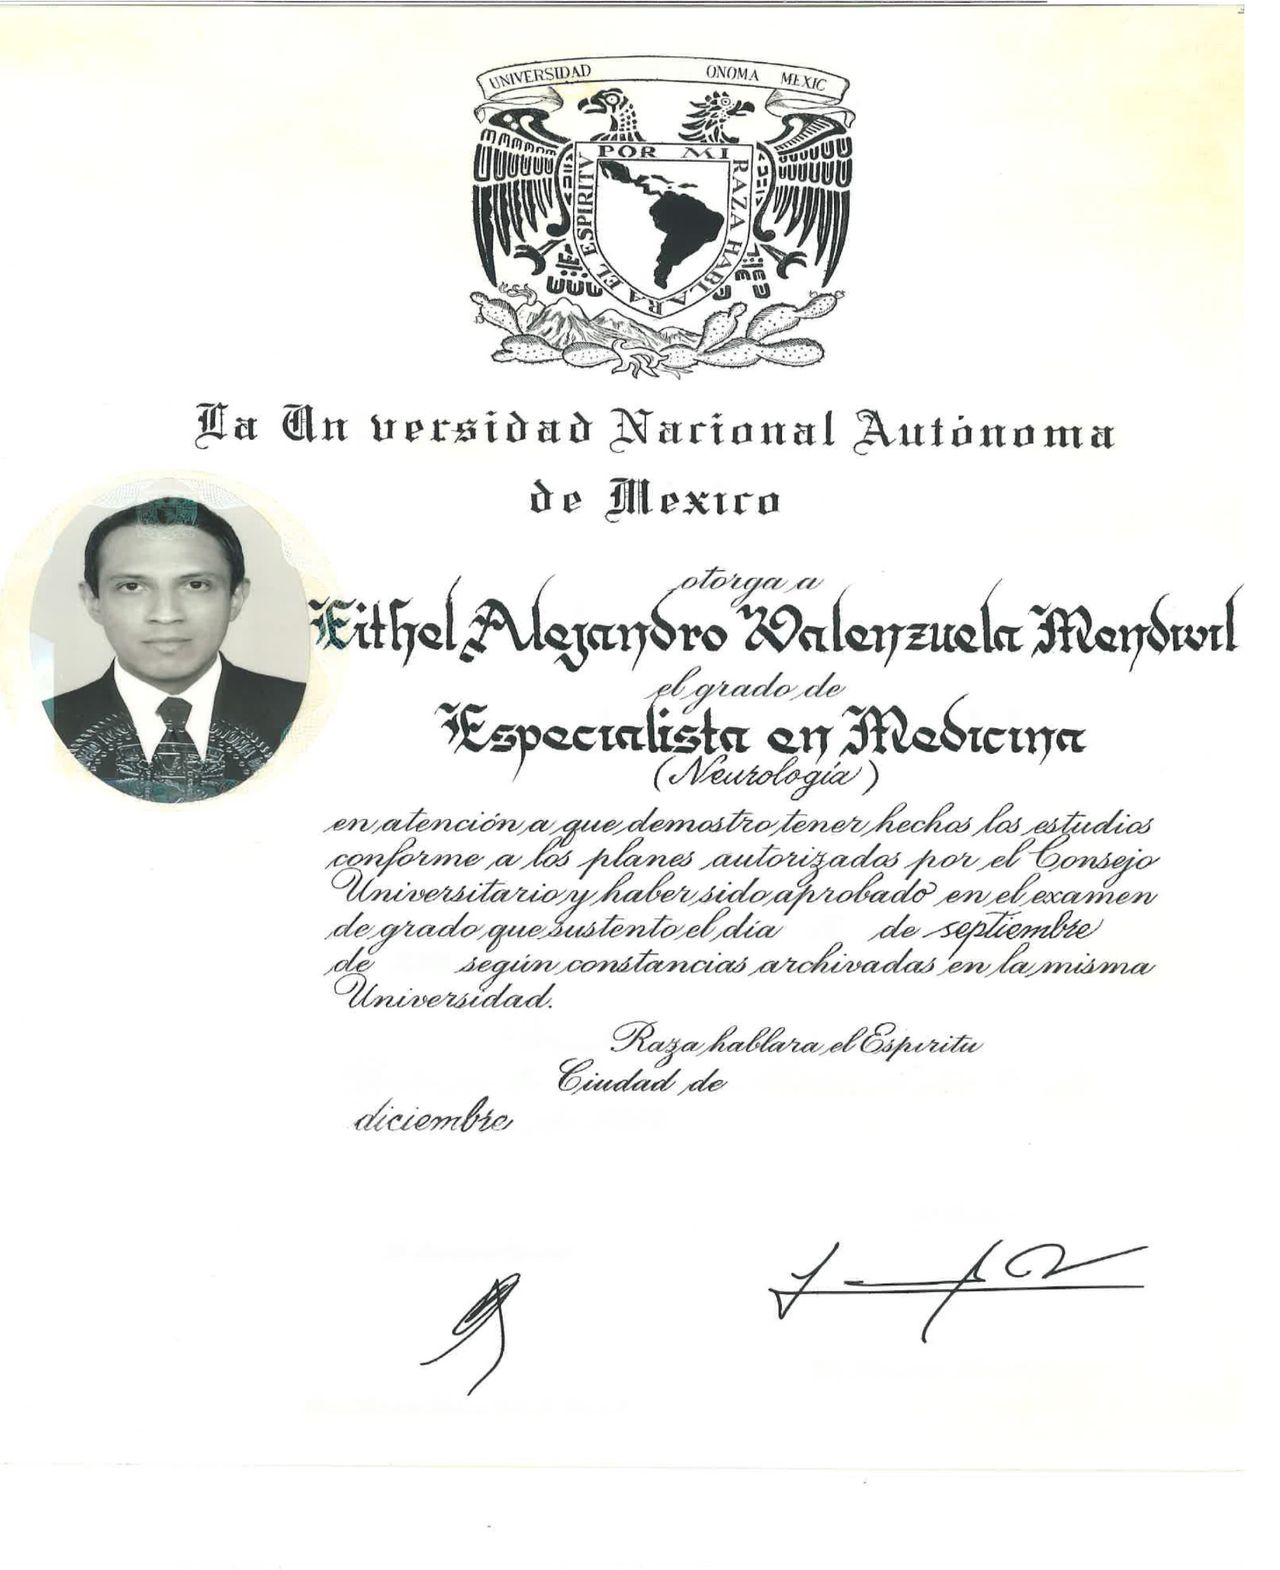 UNIVERSIDAD ONOMA MEXIC
POR MI RAZA HABLARA EL ESPIRITV
La Un versidad Nacional Autónoma
de Mexico
otorga a
Eithel Alejandro Valenzuela Mendivil
el grado de
Especialista en Medicina
(Neurología)
en atención a que demostro tener hechos los estudios
conforme a los planes autorizados por el Consejo
Universitario y haber sido aprobado en el examen
de grado que sustento el dia de septiembre
de según constancias archivadas en la misma
Universidad.
Raza hablara el Espiritu
Ciudad de
diciembre